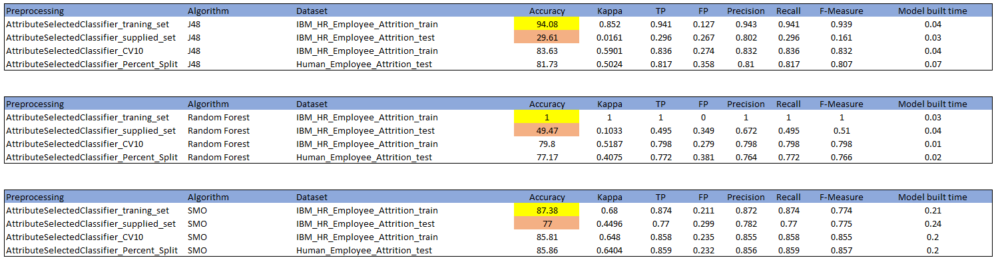 Preprocessing Algorithm Dataset Accuracy Kappa TP FP Precision Recall F-Measure Model built time
AttributeSelectedClassifier_traning_set J48 IBM_HR_Employee_Attrition_train 94.08 0.852 0.941 0.127 0.943 0.941 0.939 0.04
AttributeSelectedClassifier_supplied_set J48 IBM_HR_Employee_Attrition_test 29.61 0.0161 0.296 0.267 0.802 0.296 0.161 0.03
AttributeSelectedClassifier_CV10 J48 IBM_HR_Employee_Attrition_train 83.63 0.5901 0.836 0.274 0.832 0.836 0.832 0.04
AttributeSelectedClassifier_Percent_Split J48 Human_Employee_Attrition_test 81.73 0.5024 0.817 0.358 0.81 0.817 0.807 0.07
Preprocessing Algorithm Dataset Accuracy Kappa TP FP Precision Recall F-Measure Model built time
AttributeSelectedClassifier_traning_set Random Forest IBM_HR_Employee_Attrition_train 1 1 1 0 1 1 1 0.03
AttributeSelectedClassifier_supplied_set Random Forest IBM_HR_Employee_Attrition_test 49.47 0.1033 0.495 0.349 0.672 0.495 0.51 0.04
AttributeSelectedClassifier_CV10 Random Forest IBM_HR_Employee_Attrition_train 79.8 0.5187 0.798 0.279 0.798 0.798 0.798 0.01
AttributeSelectedClassifier_Percent_Split Random Forest Human_Employee_Attrition_test 77.17 0.4075 0.772 0.381 0.764 0.772 0.766 0.02
Preprocessing Algorithm Dataset Accuracy Kappa TP FP Precision Recall F-Measure Model built time
AttributeSelectedClassifier_traning_set SMO IBM_HR_Employee_Attrition_train 87.38 0.68 0.874 0.211 0.872 0.874 0.774 0.21
AttributeSelectedClassifier_supplied_set SMO IBM_HR_Employee_Attrition_test 77 0.4496 0.77 0.299 0.782 0.77 0.775 0.24
AttributeSelectedClassifier_CV10 SMO IBM_HR_Employee_Attrition_train 85.81 0.648 0.858 0.235 0.855 0.858 0.855 0.2
AttributeSelectedClassifier_Percent_Split SMO Human_Employee_Attrition_test 85.86 0.6404 0.859 0.232 0.856 0.859 0.857 0.2